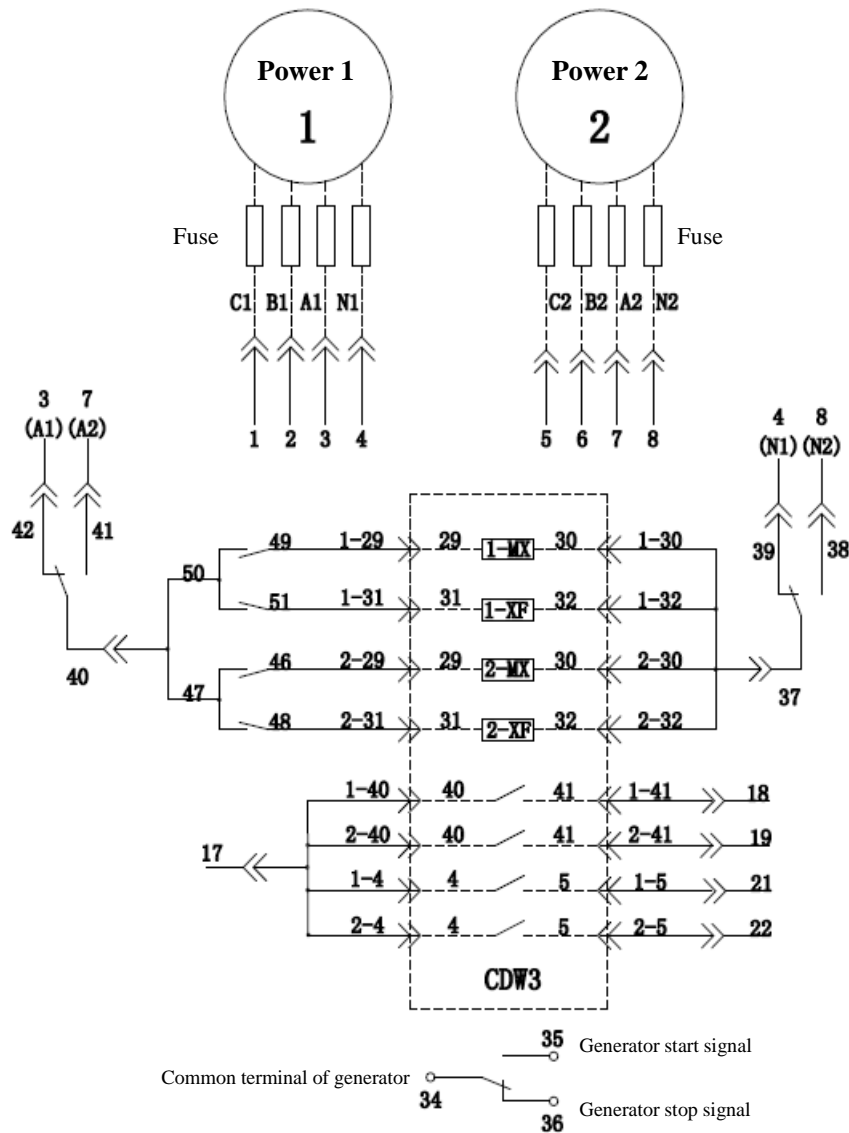 Power 1 Power 2
1 2
Fuse Fuse
C1 B1 A1 N1 C2 B2 A2 N2
1 2 3 4 5 6 7 8
3 7
(A1) (A2)
4 8
(N1) (N2)
42 41
39 38
50 49 1-29 29 1-MX 30 1-30
51 1-31 31 1-XF 32 1-32
40
46 2-29 29 2-MX 30 2-30
37
47
48 2-31 31 2-XF 32 2-32
1-40 40 41 1-41 18
17 2-40 40 41 2-41 19
1-4 4 5 1-5 21
2-4 4 5 2-5 22
CDW3
35 Generator start signal
Common terminal of generator 34
36 Generator stop signal